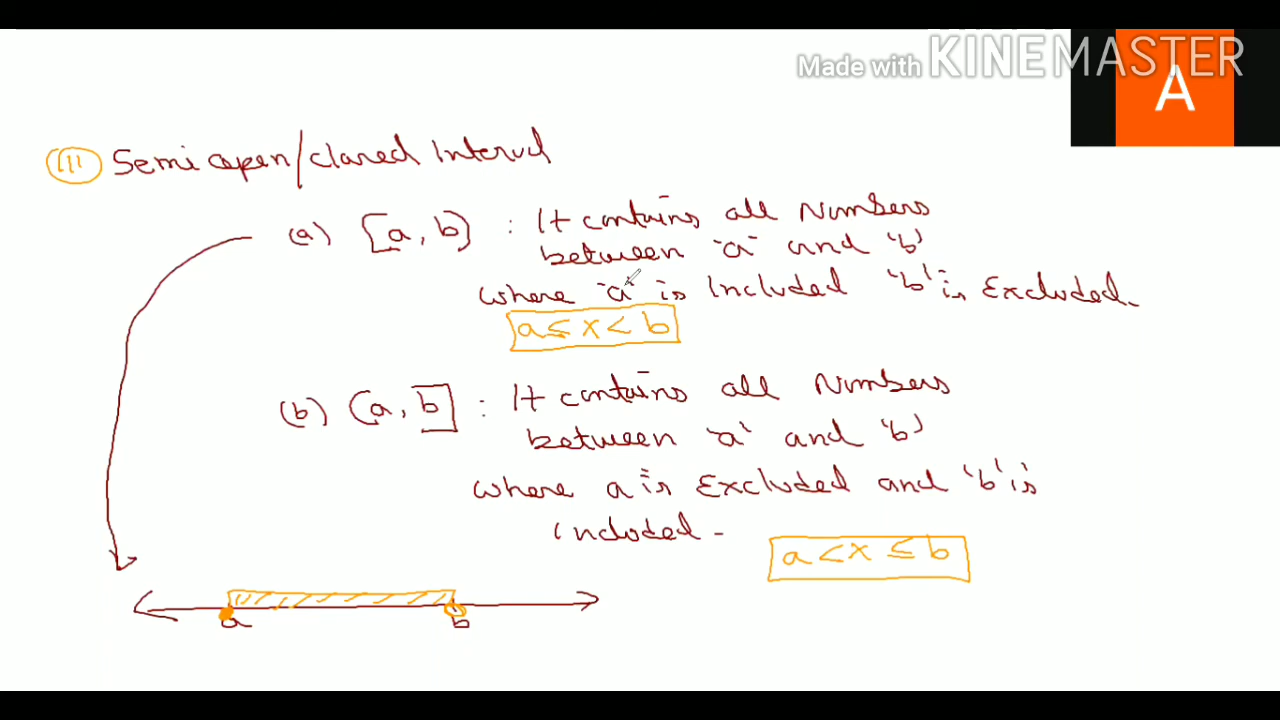 Made with KINEMASTER
A
(III) Semi open/closed Interval
(a) [a, b) : It contains all Numbers
between 'a' and 'b'
where 'a' is Included 'b' is Excluded.
a ≤ x < b
(b) (a, b] : It contains all Numbers
between 'a' and 'b'
where a is Excluded and 'b' is
included -
a < x ≤ b
a b